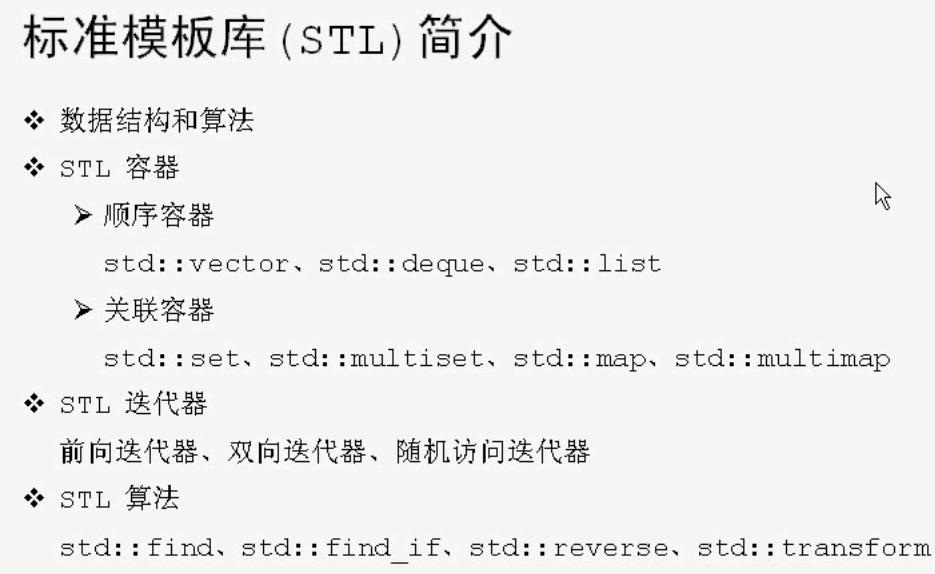 标准模板库(STL)简介
❖ 数据结构和算法
❖ STL 容器
➤ 顺序容器
std::vector、std::deque、std::list
➤ 关联容器
std::set、std::multiset、std::map、std::multimap
❖ STL 迭代器
前向迭代器、双向迭代器、随机访问迭代器
❖ STL 算法
std::find、std::find_if、std::reverse、std::transform